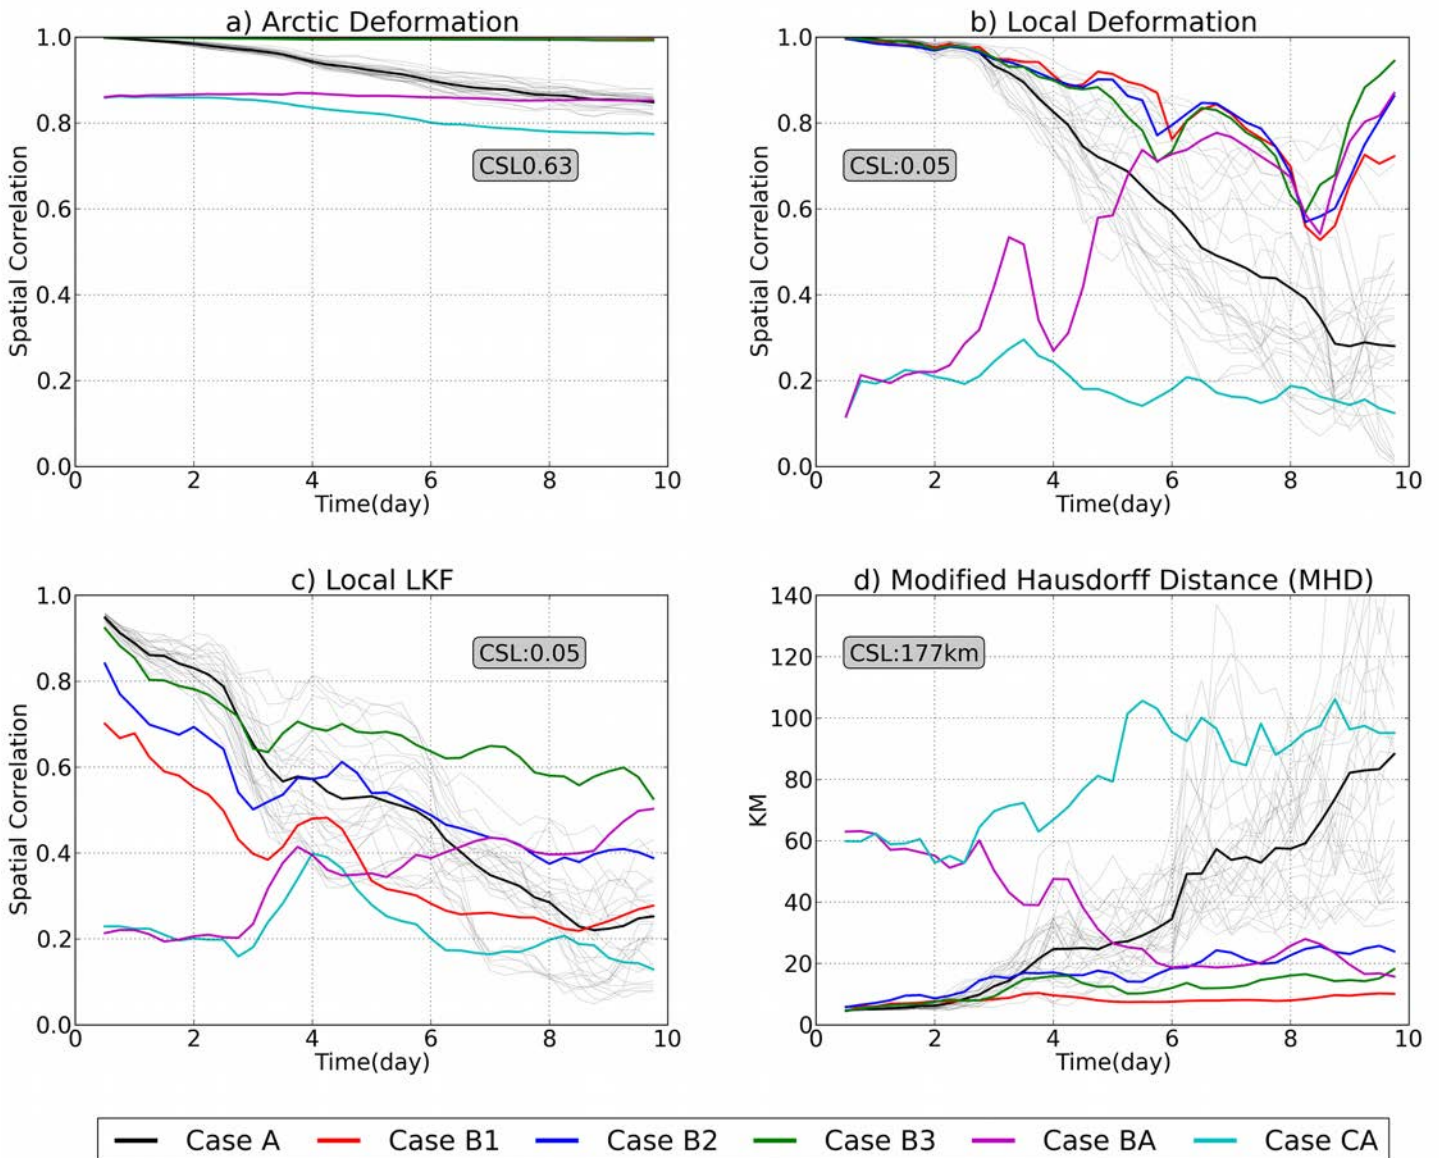 a) Arctic Deformation
1.0
0.8
0.6
0.4
0.2
0.0
Spatial Correlation
CSL0.63
0 2 4 6 8 10
Time(day)
b) Local Deformation
1.0
0.8
0.6
0.4
0.2
0.0
Spatial Correlation
CSL:0.05
0 2 4 6 8 10
Time(day)
c) Local LKF
1.0
0.8
0.6
0.4
0.2
0.0
Spatial Correlation
CSL:0.05
0 2 4 6 8 10
Time(day)
d) Modified Hausdorff Distance (MHD)
140
120
100
80
60
40
20
0
KM
CSL:177km
0 2 4 6 8 10
Time(day)
Case A Case B1 Case B2 Case B3 Case BA Case CA